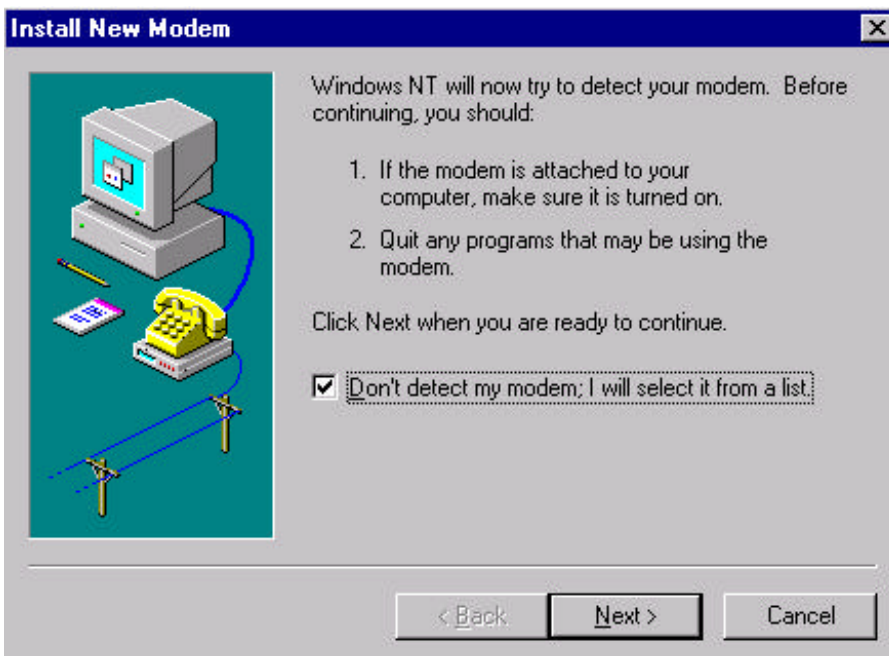 Install New Modem
Windows NT will now try to detect your modem.  Before
continuing, you should:
1. If the modem is attached to your
computer, make sure it is turned on.
2. Quit any programs that may be using the
modem.
Click Next when you are ready to continue.
Don't detect my modem; I will select it from a list.
< Back
Next >
Cancel